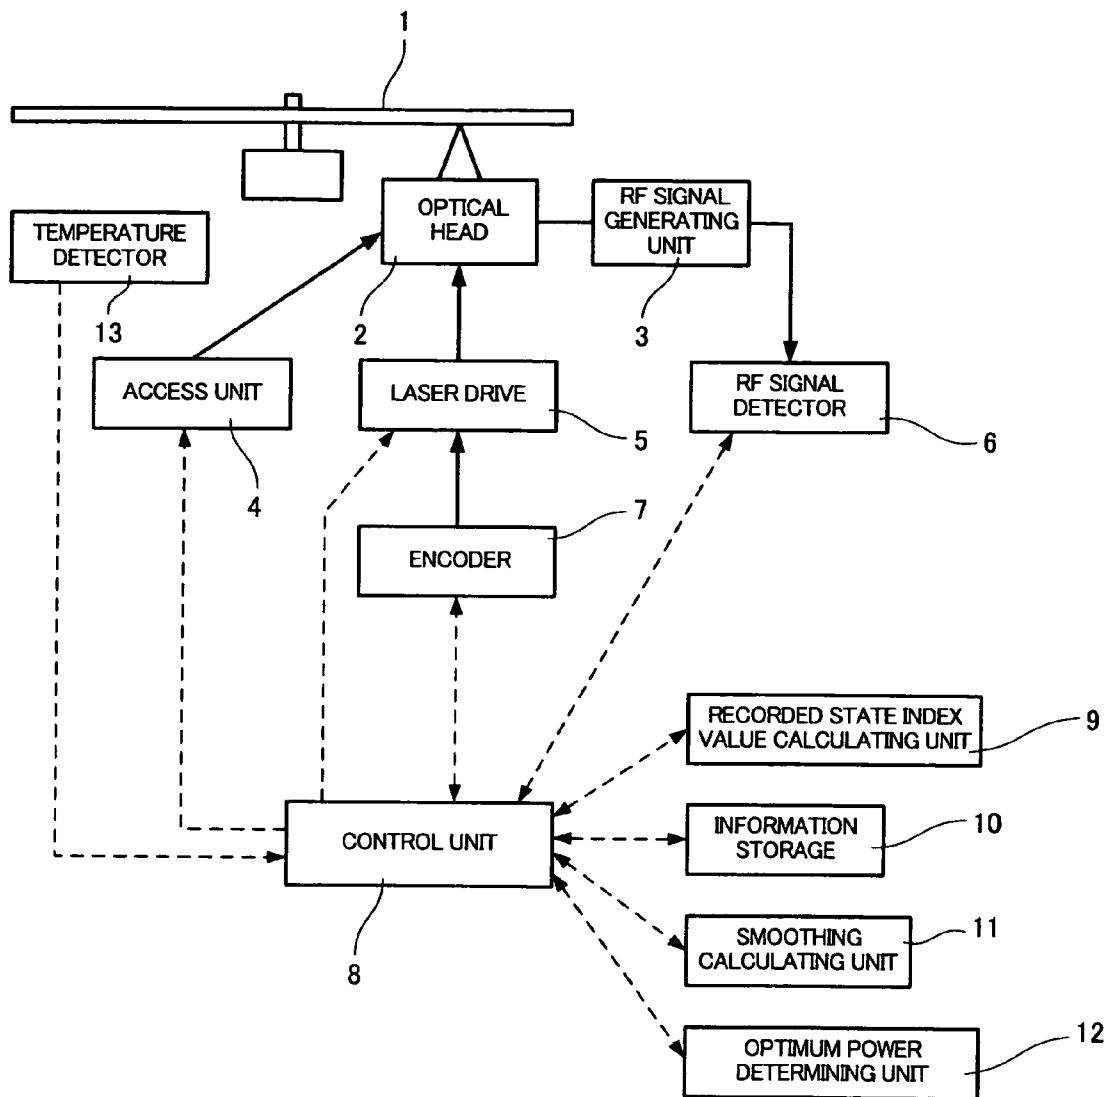 1
OPTICAL
HEAD
2
RF SIGNAL
GENERATING
UNIT
3
TEMPERATURE
DETECTOR
13
ACCESS UNIT
4
LASER DRIVE
5
RF SIGNAL
DETECTOR
6
7
ENCODER
RECORDED STATE INDEX
VALUE CALCULATING UNIT
9
CONTROL UNIT
8
INFORMATION
STORAGE
10
SMOOTHING
CALCULATING UNIT
11
OPTIMUM POWER
DETERMINING UNIT
12